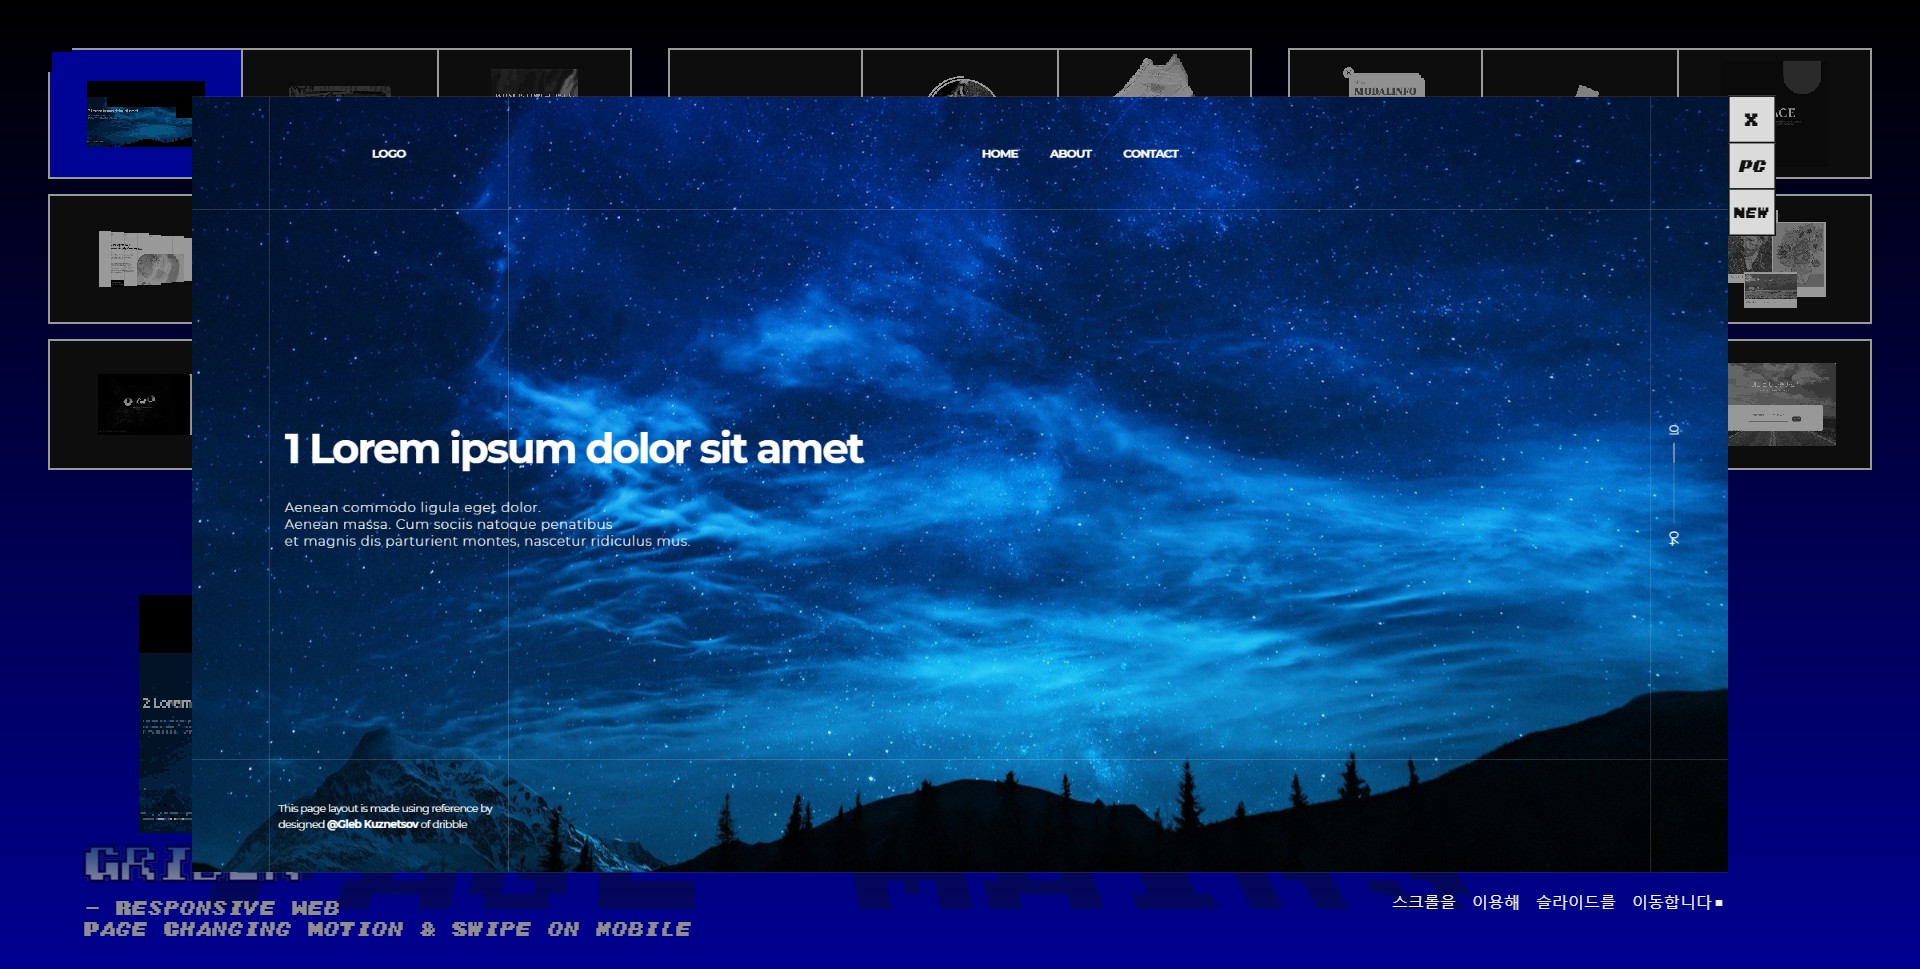 MODALINFO
X
LOGO
HOME ABOUT CONTACT
PC
NEW
01
1 Lorem ipsum dolor sit amet
Aenean commodo ligula eget dolor.
Aenean massa. Cum sociis natoque penatibus
et magnis dis parturient montes, nascetur ridiculus mus.
04
2 Lorem
This page layout is made using reference by
designed @Gleb Kuznetsov of dribble
스크롤을 이용해 슬라이드를 이동합니다
— RESPONSIVE WEB
PAGE CHANGING MOTION & SWIPE ON MOBILE